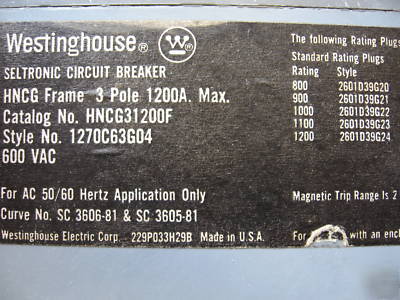 Westinghouse® W ®
SELTRONIC CIRCUIT BREAKER
HNCG Frame 3 Pole 1200A. Max.
Catalog No. HNCG31200F
Style No. 1270C63G04
600 VAC
For AC 50/60 Hertz Application Only
Curve No. SC 3606-81 & SC 3605-81
Westinghouse Electric Corp. 229P033H29B Made in U.S.A.
The following Rating Plugs
Standard Rating Plugs
Rating Style
800 2601D39G20
900 2601D39G21
1000 2601D39G22
1100 2601D39G23
1200 2601D39G24
Magnetic Trip Range Is 2
For with an enc